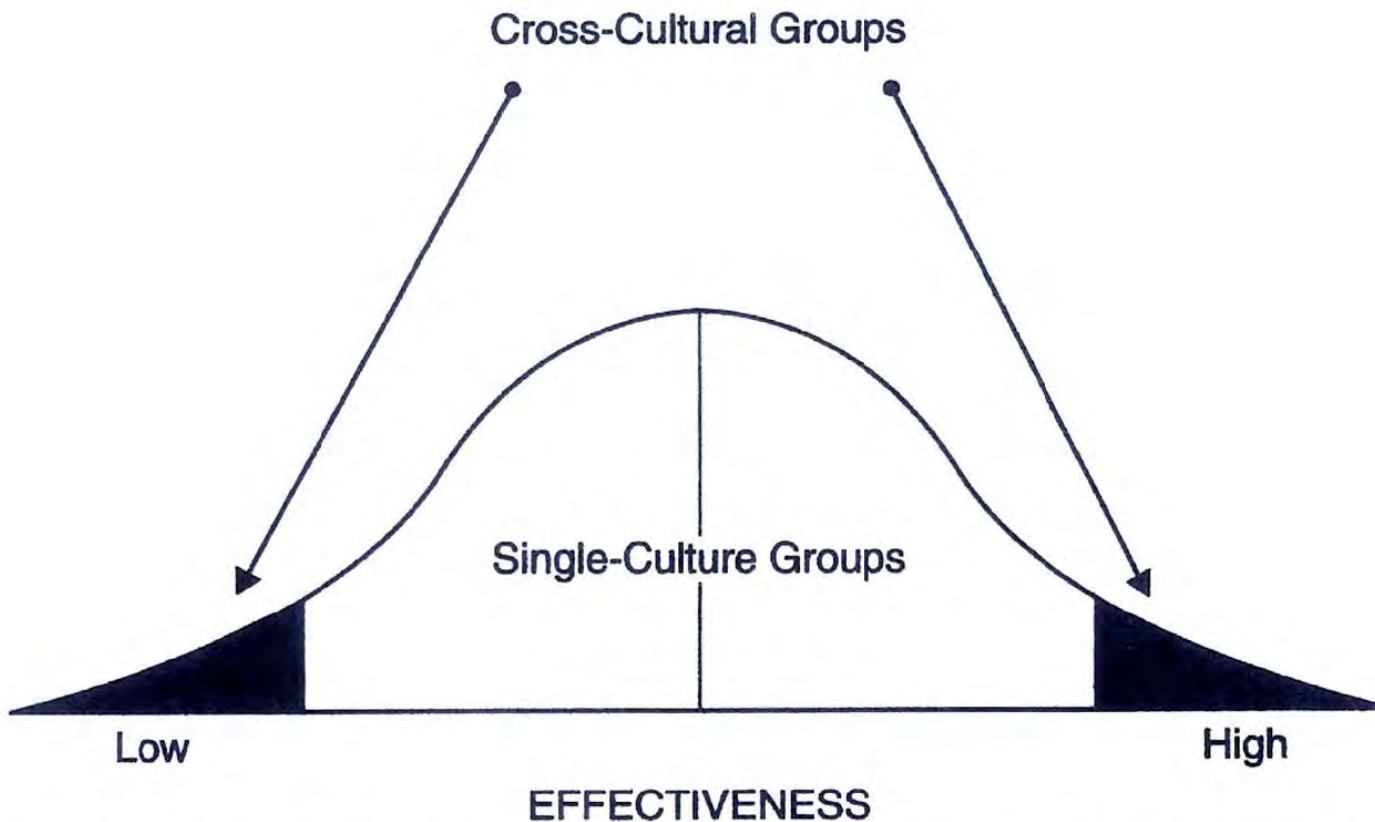 Cross-Cultural Groups
Single-Culture Groups
Low
High
EFFECTIVENESS